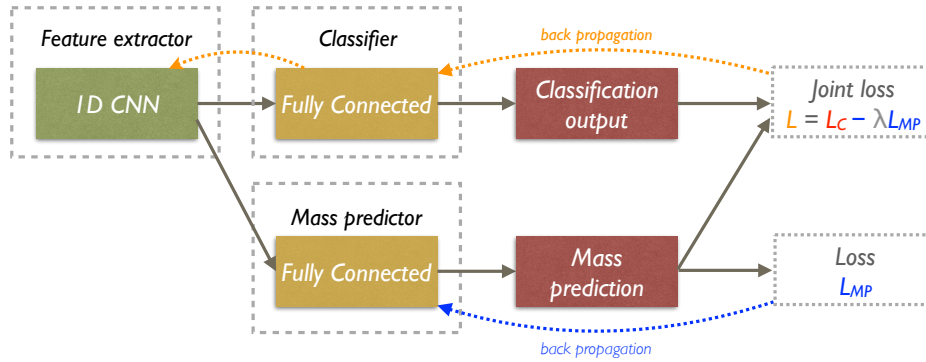 Feature extractor
1D CNN
Classifier
Fully Connected
back propagation
Classification
output
Joint loss
L = LC − λLMP
Mass predictor
Fully Connected
Mass
prediction
Loss
LMP
back propagation